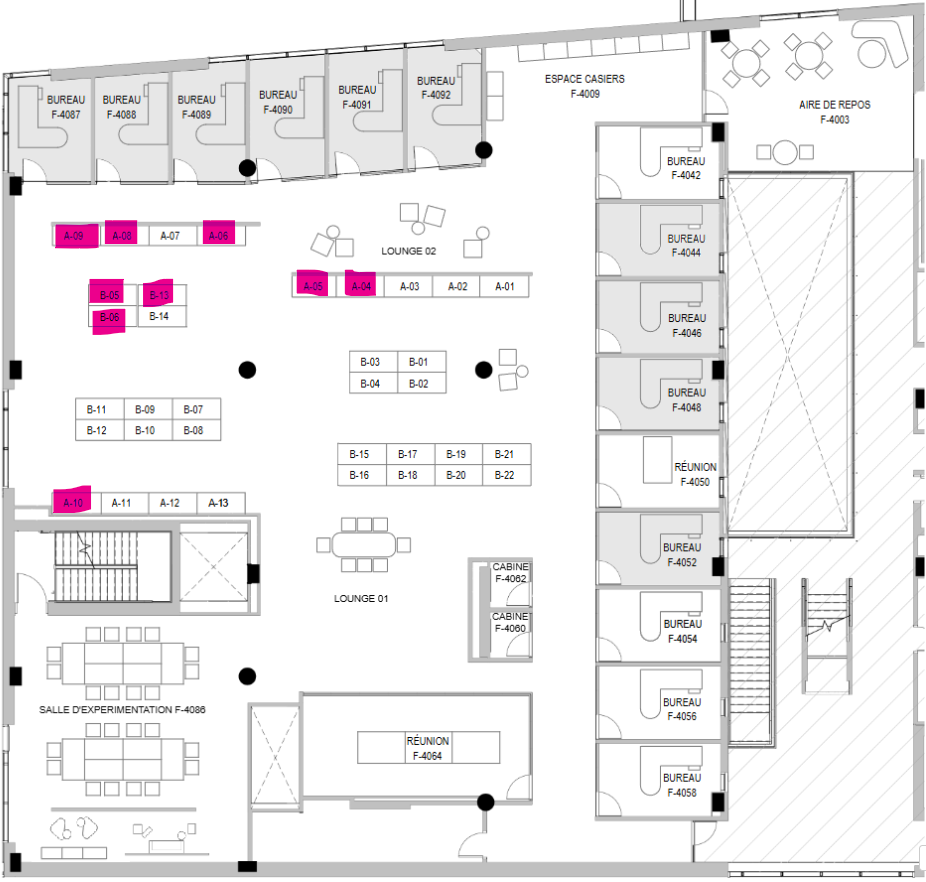 BUREAU
F-4087
BUREAU
F-4088
BUREAU
F-4089
BUREAU
F-4090
BUREAU
F-4091
BUREAU
F-4092
ESPACE CASIERS
F-4009
AIRE DE REPOS
F-4003
BUREAU
F-4042
BUREAU
F-4044
BUREAU
F-4046
BUREAU
F-4048
RÉUNION
F-4050
BUREAU
F-4052
BUREAU
F-4054
BUREAU
F-4056
BUREAU
F-4058
A-09 A-08 A-07 A-06
LOUNGE 02
A-05 A-04 A-03 A-02 A-01
B-05 B-13
B-06 B-14
B-03 B-01
B-04 B-02
B-11 B-09 B-07
B-12 B-10 B-08
B-15 B-17 B-19 B-21
B-16 B-18 B-20 B-22
A-10 A-11 A-12 A-13
LOUNGE 01
CABINE
F-4062
CABINE
F-4060
SALLE D'EXPERIMENTATION F-4086
RÉUNION
F-4064